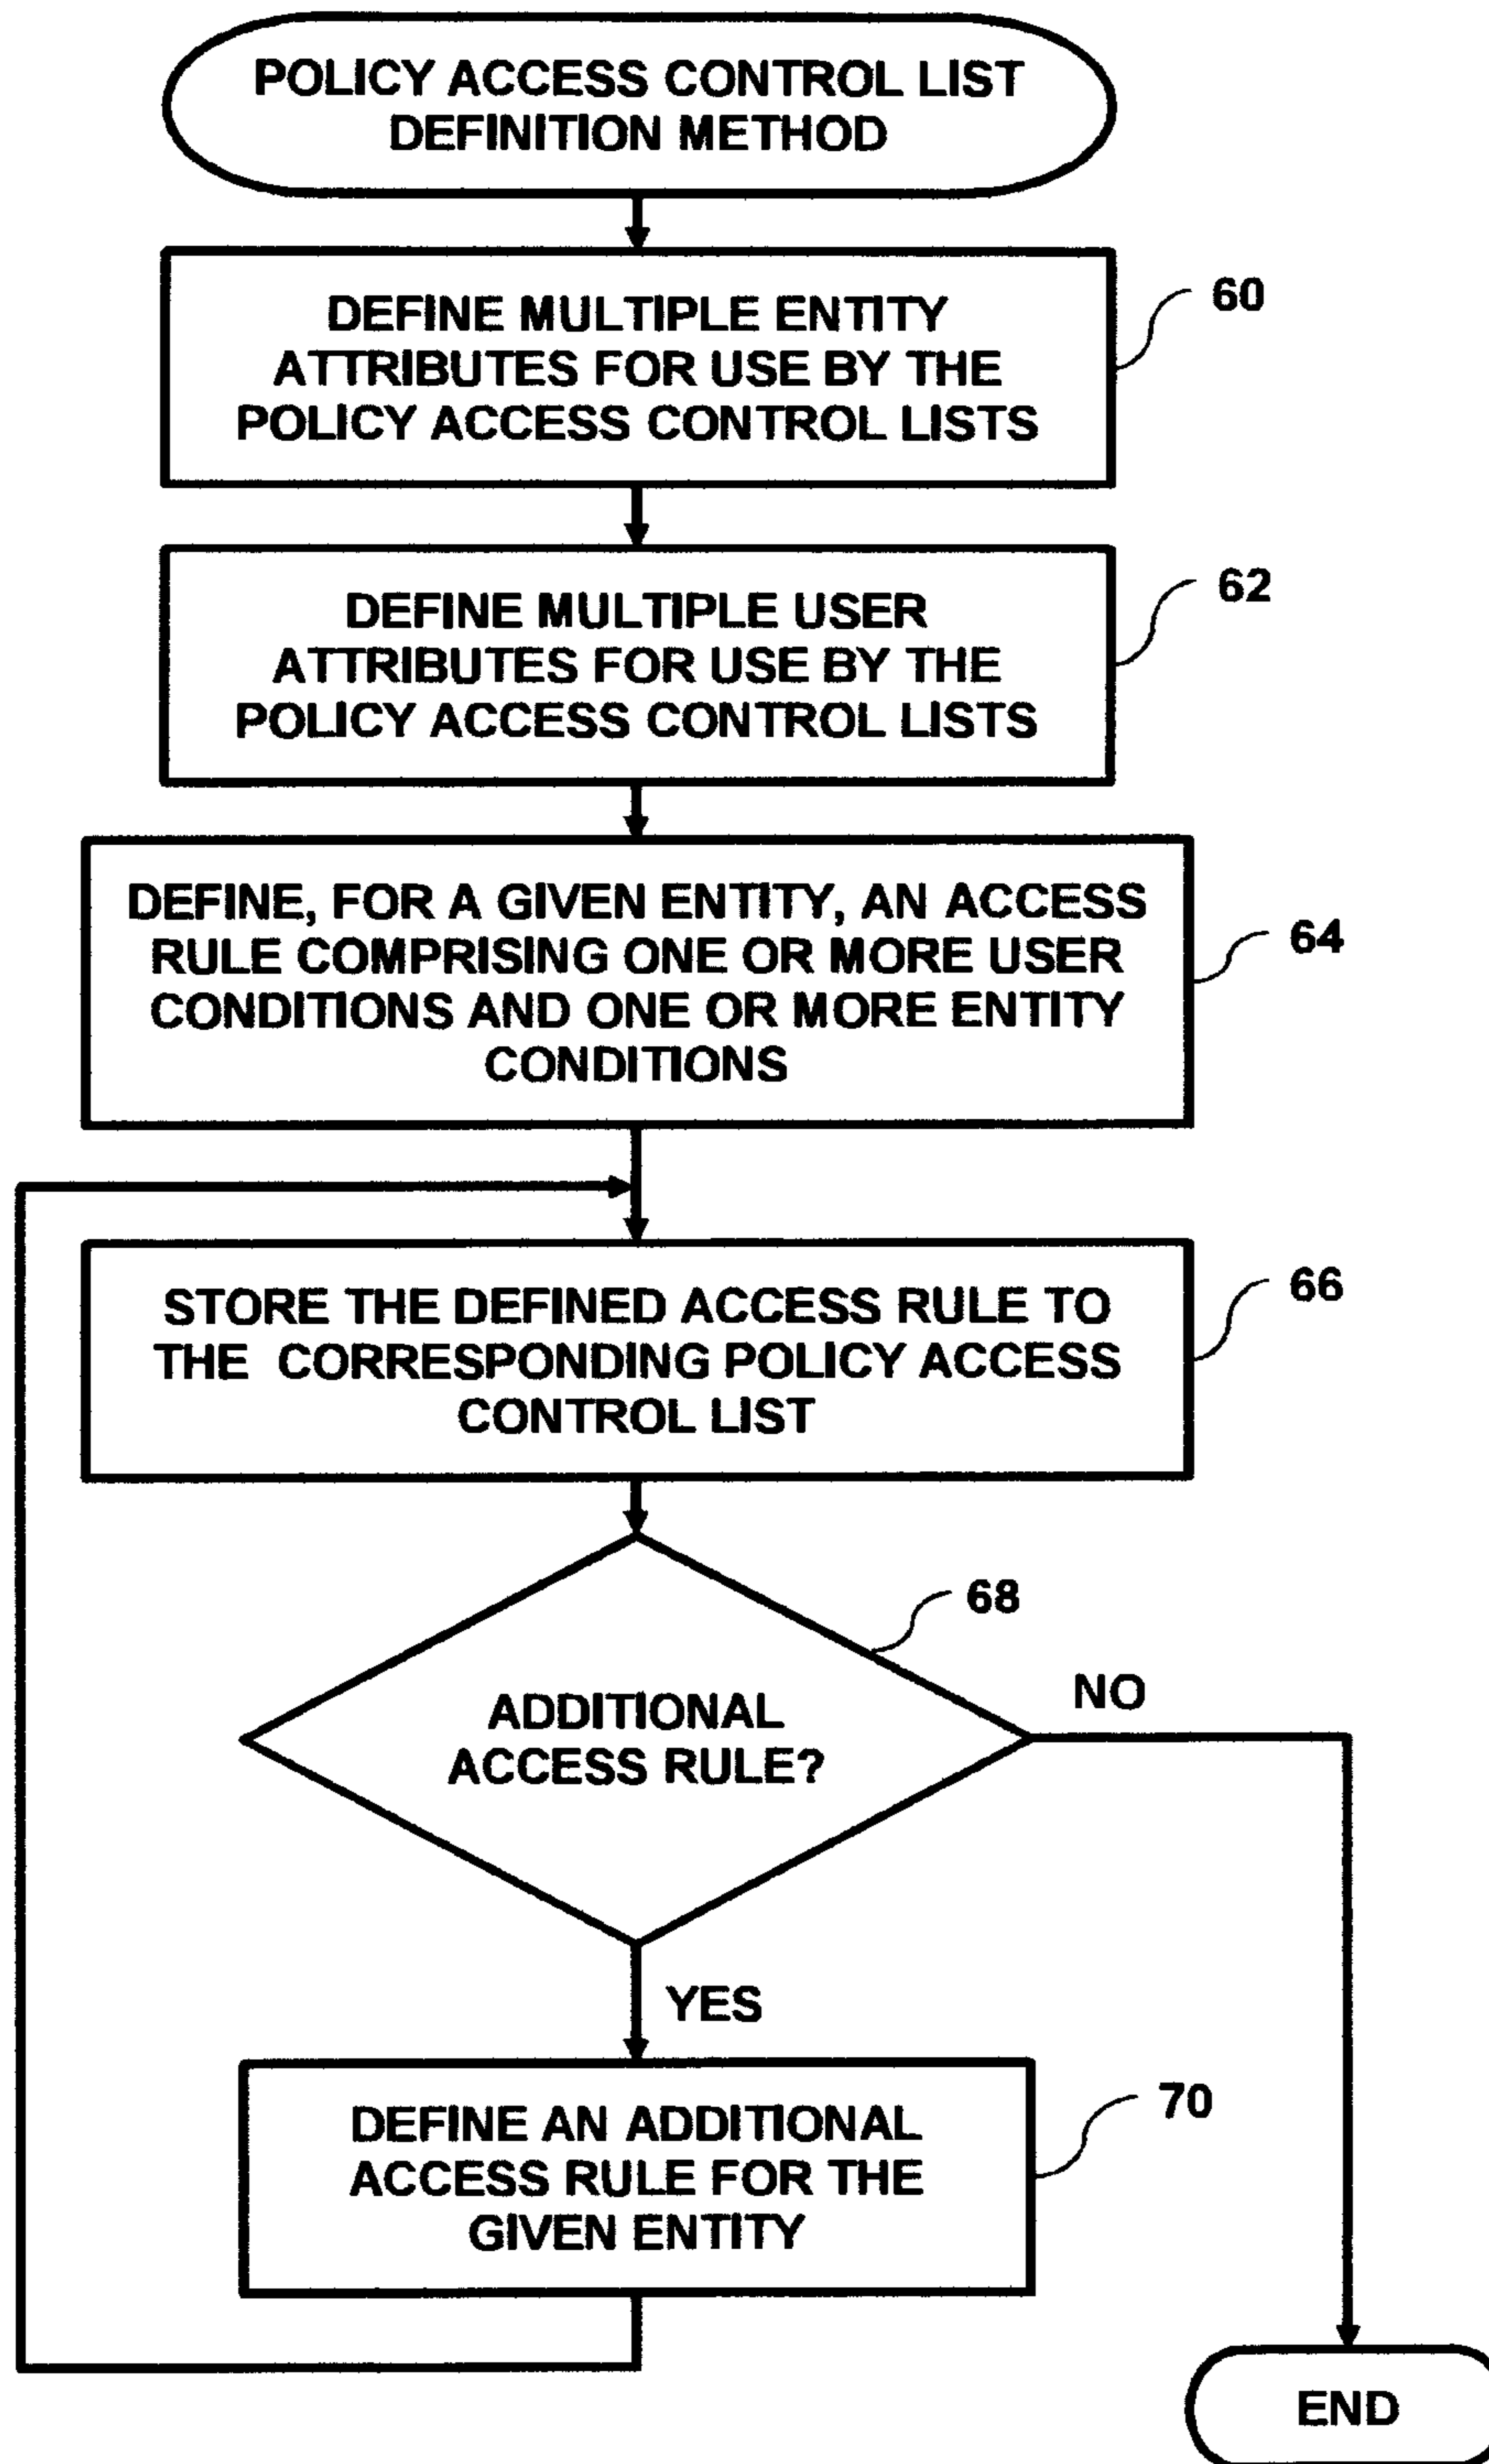 POLICY ACCESS CONTROL LIST
DEFINITION METHOD
DEFINE MULTIPLE ENTITY
ATTRIBUTES FOR USE BY THE
POLICY ACCESS CONTROL LISTS
60
DEFINE MULTIPLE USER
ATTRIBUTES FOR USE BY THE
POLICY ACCESS CONTROL LISTS
62
DEFINE, FOR A GIVEN ENTITY, AN ACCESS
RULE COMPRISING ONE OR MORE USER
CONDITIONS AND ONE OR MORE ENTITY
CONDITIONS
64
STORE THE DEFINED ACCESS RULE TO
THE CORRESPONDING POLICY ACCESS
CONTROL LIST
66
68
ADDITIONAL
ACCESS RULE?
NO
YES
DEFINE AN ADDITIONAL
ACCESS RULE FOR THE
GIVEN ENTITY
70
END